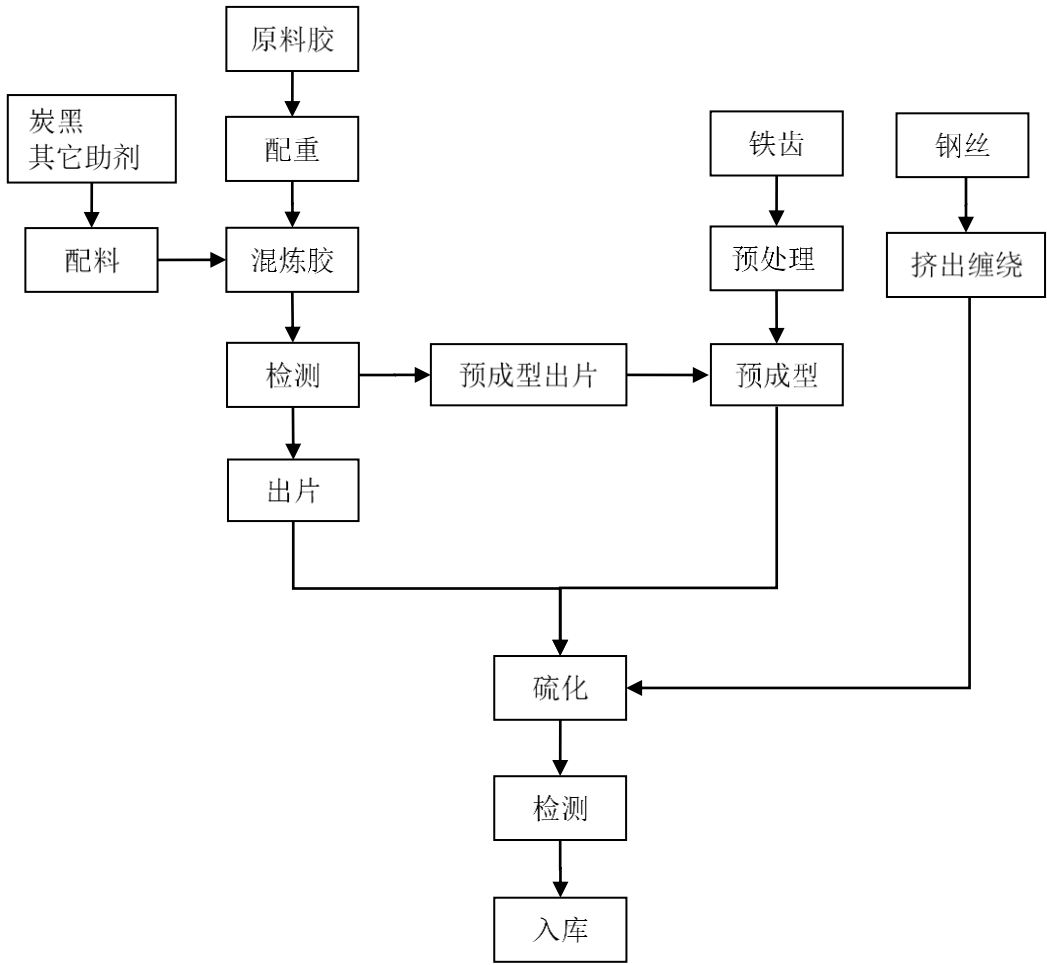 原料胶
炭黑
其它助剂
配重
铁齿
钢丝
配料
混炼胶
预处理
挤出缠绕
检测
预成型出片
预成型
出片
硫化
检测
入库